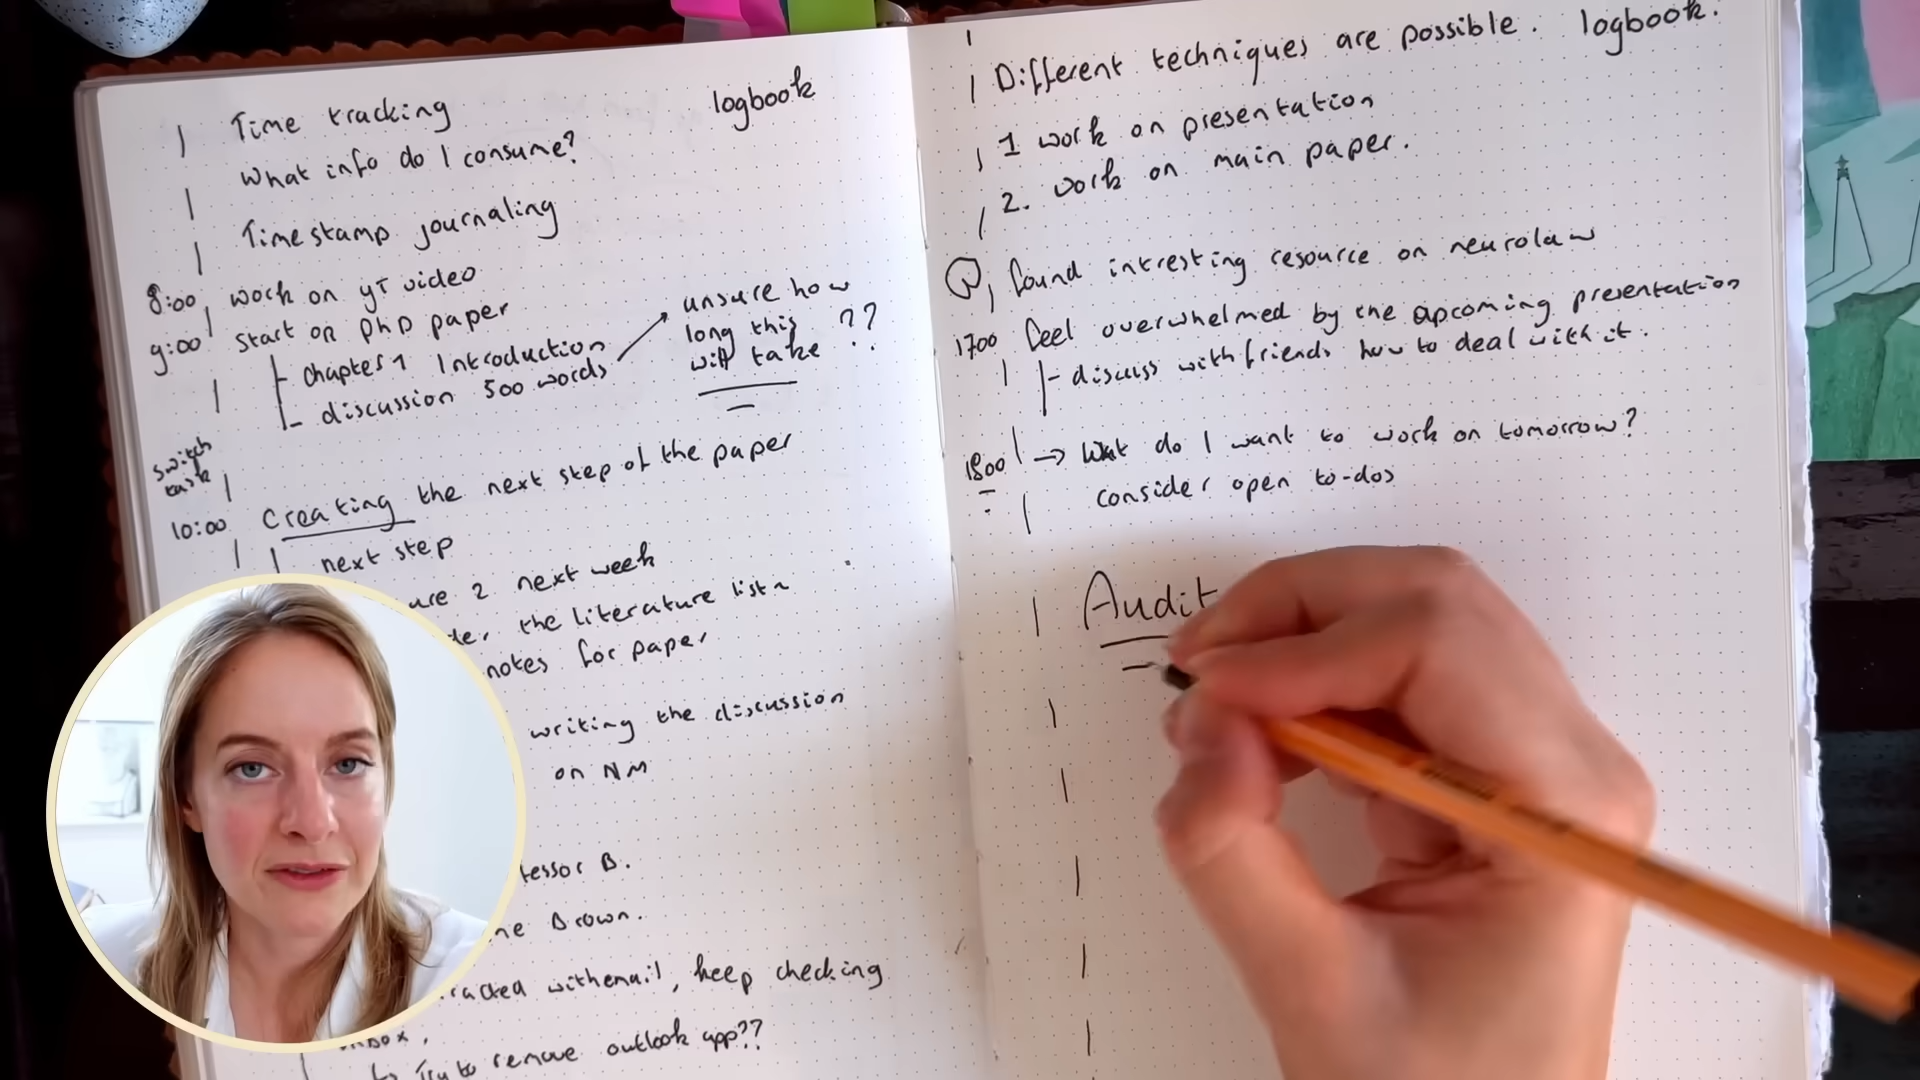 Time tracking
logbook
What info do I consume?
Timestamp journaling
8:00 work on YT video
9:00 Start on PhD paper
chapter 1 Introduction
discussion 500 words
unsure how
long this ??
will take
switch
task
10:00 Creating the next step of the paper
next step
2 next week
the literature list
notes for paper
writing the discussion
on NM
B.
Brown.
withemail, keep checking
Try to remove outlook app??
Different techniques are possible. logbook.
1 work on presentation
2. work on main paper.
found intresting resource on neurolaw
1700 feel overwhelmed by the upcoming presentation
discuss with friends how to deal with it.
1800 → What do I want to work on tomorrow?
consider open to-dos
Audit